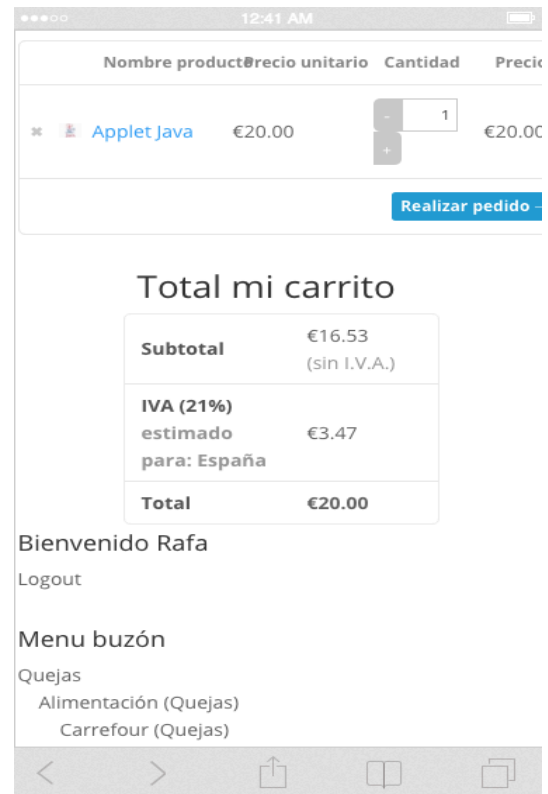 12:41 AM
Nombre producto Precio unitario Cantidad Precio
✖ Applet Java €20.00 - 1 + €20.00
Realizar pedido
Total mi carrito
Subtotal €16.53
(sin I.V.A.)
IVA (21%)
estimado €3.47
para: España
Total €20.00
Bienvenido Rafa
Logout
Menu buzón
Quejas
Alimentación (Quejas)
Carrefour (Quejas)